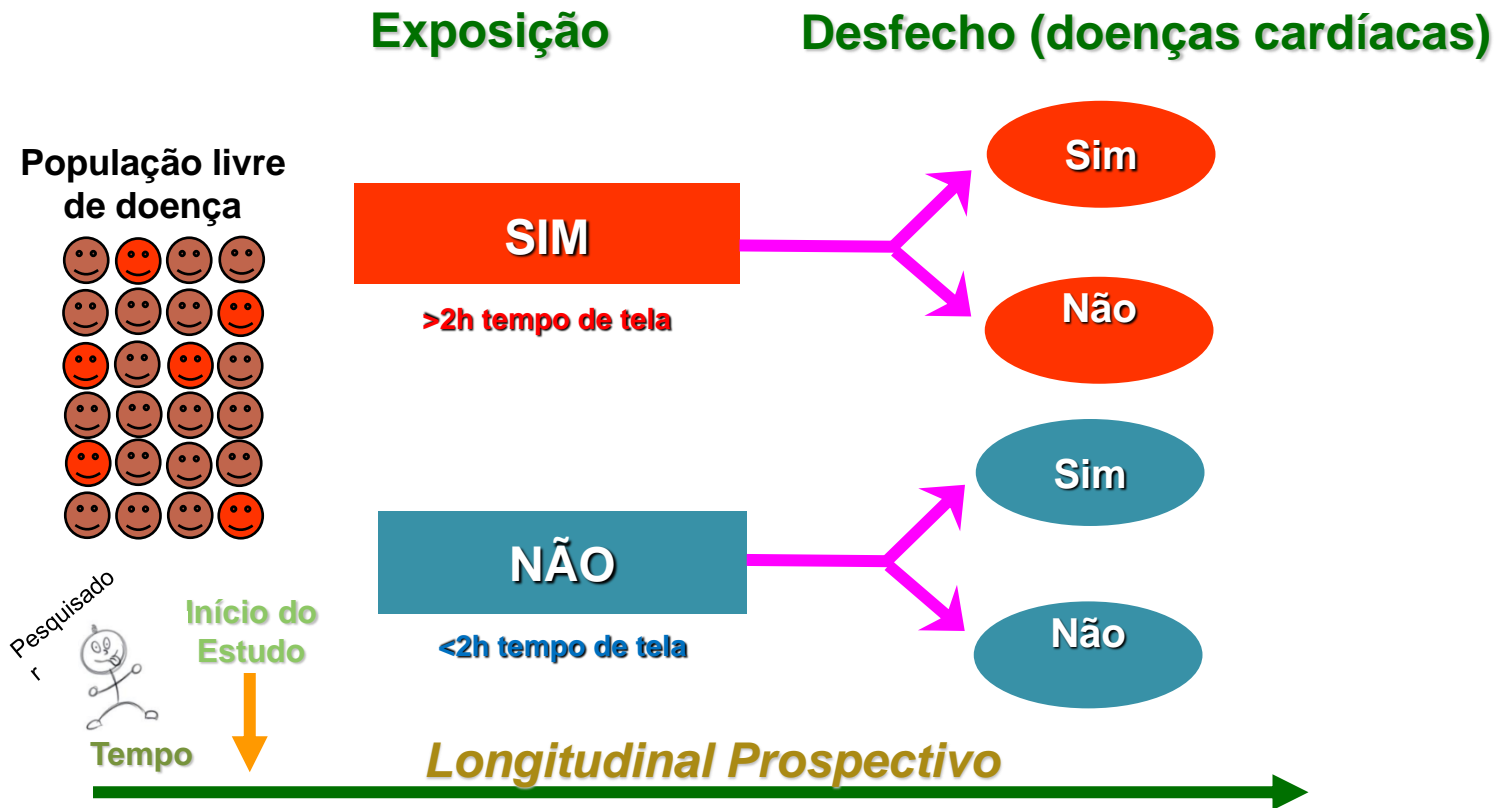 Exposição
Desfecho (doenças cardíacas)
População livre
de doença
SIM
>2h tempo de tela
Sim
Não
NÃO
<2h tempo de tela
Sim
Não
Pesquisado
r
Início do
Estudo
Tempo
Longitudinal Prospectivo